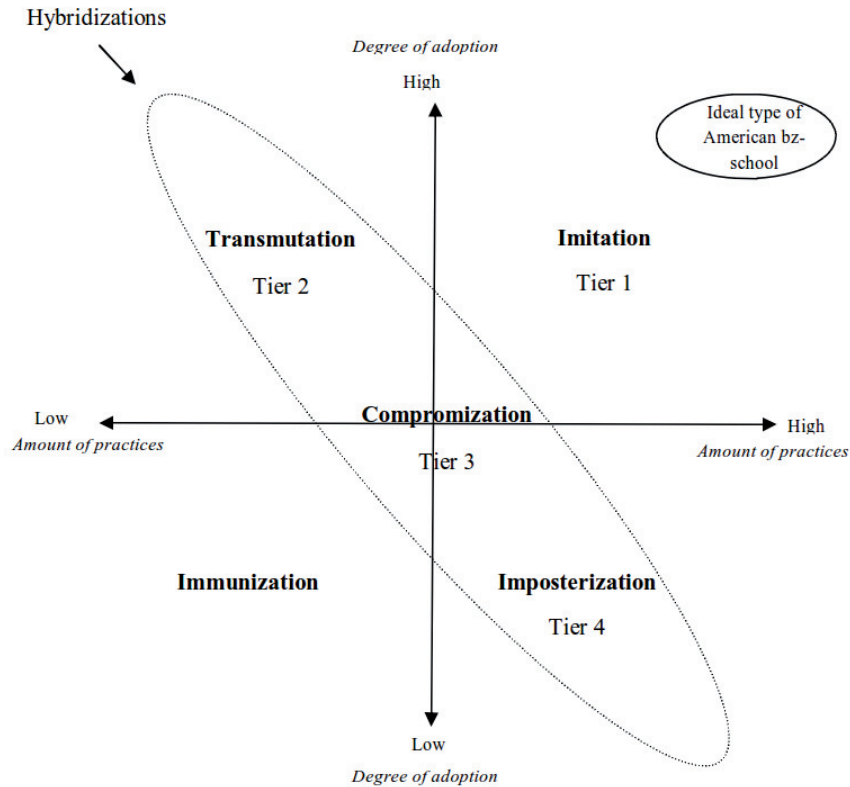 Hybridizations
Degree of adoption
High
Ideal type of
American bz-
school
Transmutation
Imitation
Tier 2
Tier 1
Compromization
Low
High
Amount of practices
Amount of practices
Tier 3
Immunization
Imposterization
Tier 4
Low
Degree of adoption